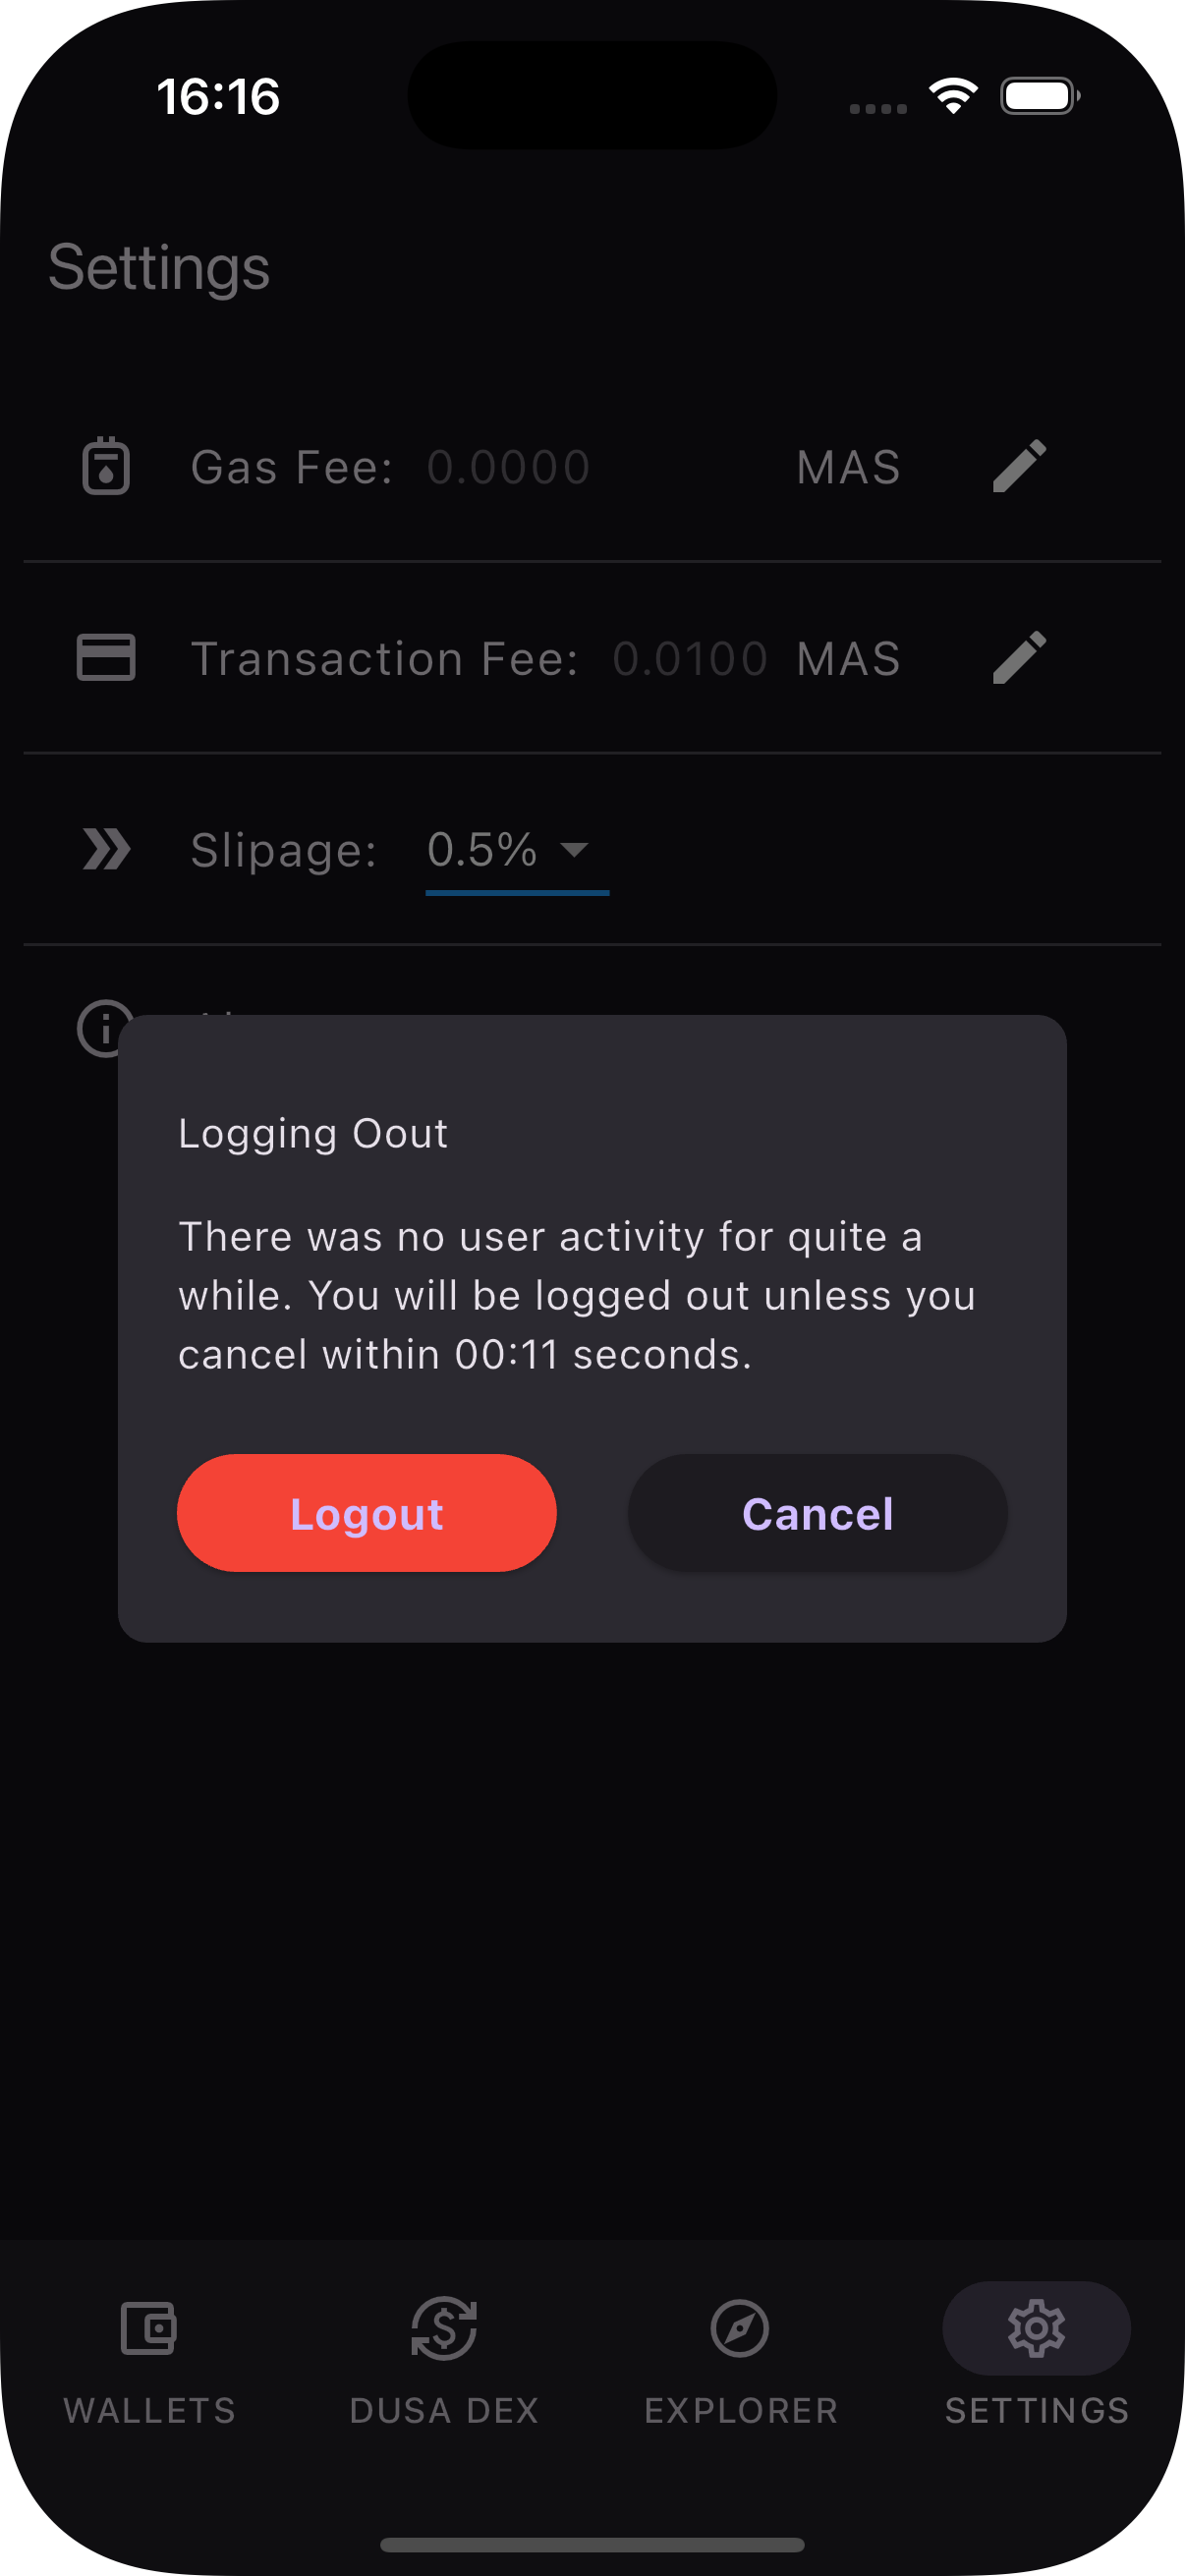 16:16
Settings
Gas Fee: 0.0000 MAS
Transaction Fee: 0.0100 MAS
Slipage: 0.5%
Logging Oout
There was no user activity for quite a
while. You will be logged out unless you
cancel within 00:11 seconds.
Logout Cancel
WALLETS DUSA DEX EXPLORER SETTINGS